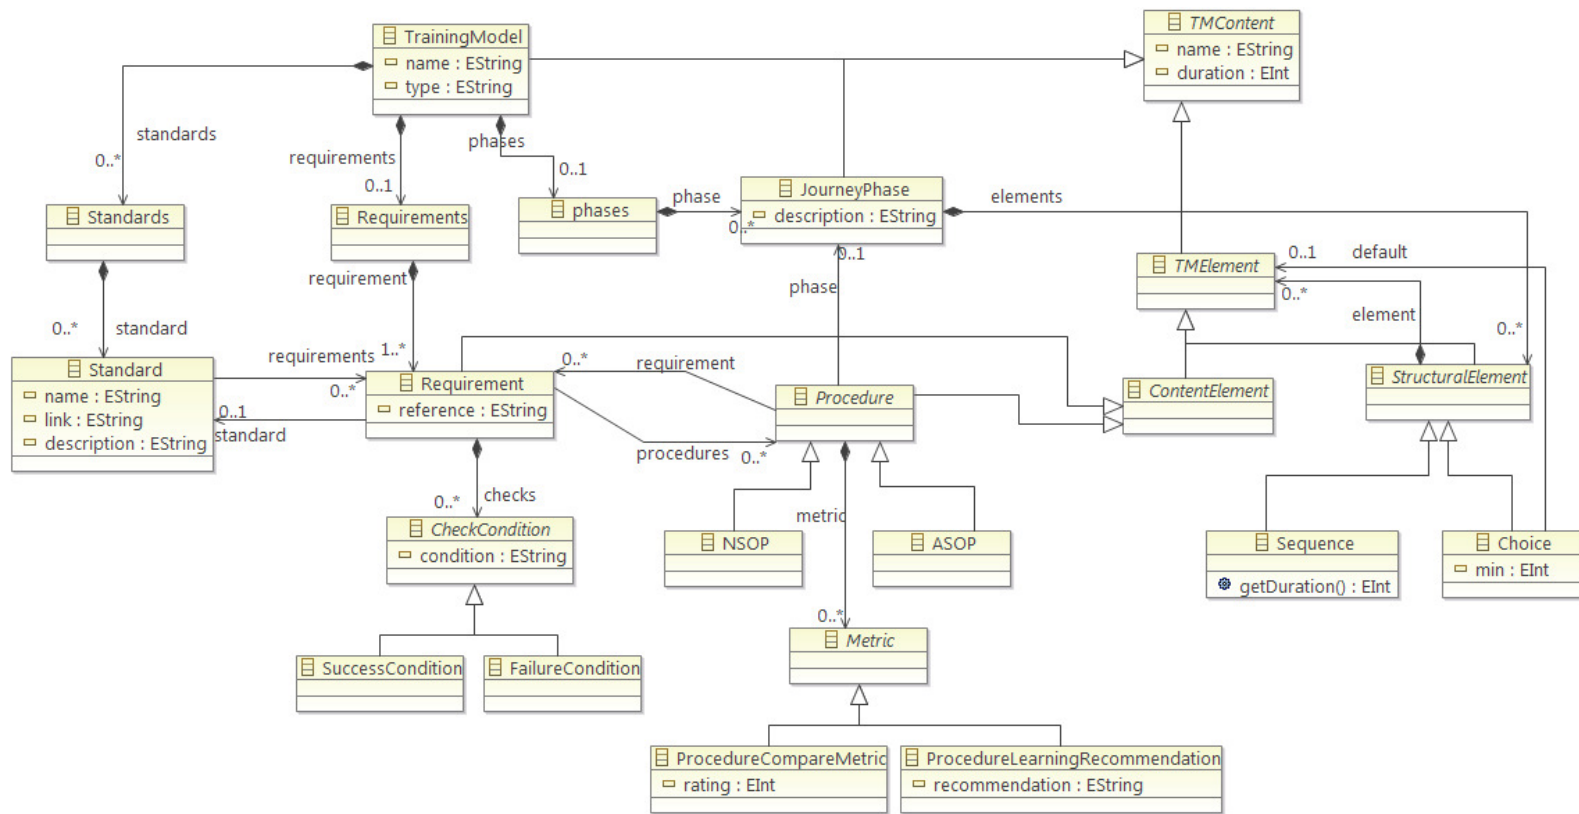 TrainingModel
name : EString
type : EString
TMContent
name : EString
duration : EInt
standards
0..*
requirements
0..1
phases
0..1
Standards
Requirements
phases
phase
0..*
JourneyPhase
description : EString
elements
0..1
phase
TMElement
0..1
default
0..*
element
0..*
requirement
0..*
standard
1..*
Standard
name : EString
link : EString
description : EString
requirements
0..*
0..1
standard
Requirement
reference : EString
0..*
requirement
procedures
0..*
Procedure
ContentElement
StructuralElement
0..*
checks
CheckCondition
condition : EString
metric
NSOP
ASOP
Sequence
getDuration() : EInt
Choice
min : EInt
0..*
Metric
SuccessCondition
FailureCondition
ProcedureCompareMetric
rating : EInt
ProcedureLearningRecommendation
recommendation : EString